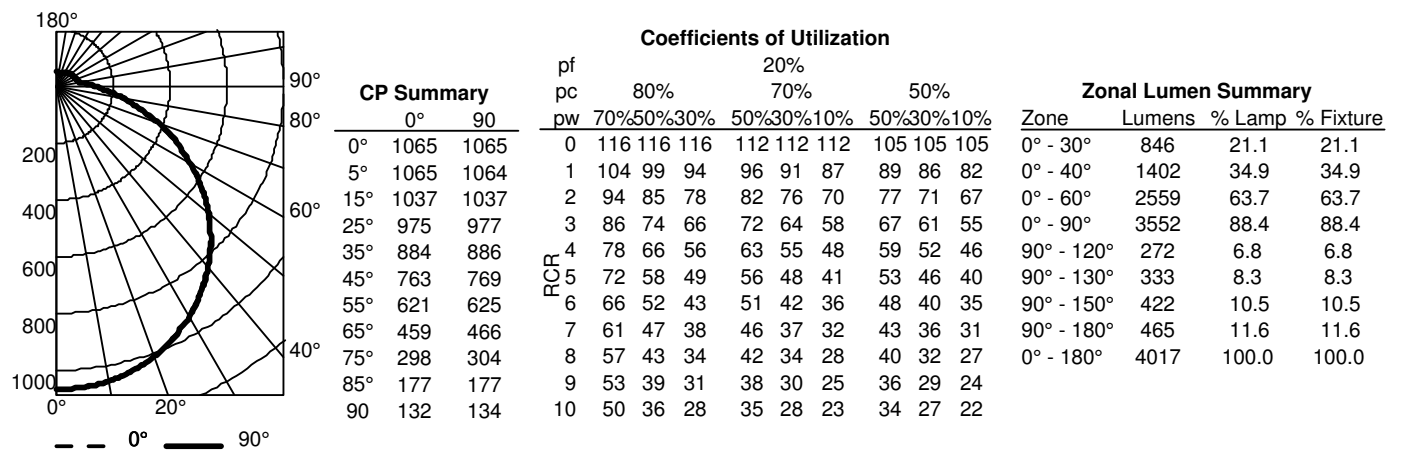 180°
90°
80°
60°
40°
200
400
600
800
1000
0° 20°
0° 90°
CP Summary
0° 90
0° 1065 1065
5° 1065 1064
15° 1037 1037
25° 975 977
35° 884 886
45° 763 769
55° 621 625
65° 459 466
75° 298 304
85° 177 177
90 132 134
Coefficients of Utilization
pf 20%
pc 80% 70% 50%
pw 70%50%30% 50%30%10% 50%30%10%
RCR
0 116 116 116 112 112 112 105 105 105
1 104 99 94 96 91 87 89 86 82
2 94 85 78 82 76 70 77 71 67
3 86 74 66 72 64 58 67 61 55
4 78 66 56 63 55 48 59 52 46
5 72 58 49 56 48 41 53 46 40
6 66 52 43 51 42 36 48 40 35
7 61 47 38 46 37 32 43 36 31
8 57 43 34 42 34 28 40 32 27
9 53 39 31 38 30 25 36 29 24
10 50 36 28 35 28 23 34 27 22
Zonal Lumen Summary
Zone Lumens % Lamp % Fixture
0° - 30° 846 21.1 21.1
0° - 40° 1402 34.9 34.9
0° - 60° 2559 63.7 63.7
0° - 90° 3552 88.4 88.4
90° - 120° 272 6.8 6.8
90° - 130° 333 8.3 8.3
90° - 150° 422 10.5 10.5
90° - 180° 465 11.6 11.6
0° - 180° 4017 100.0 100.0